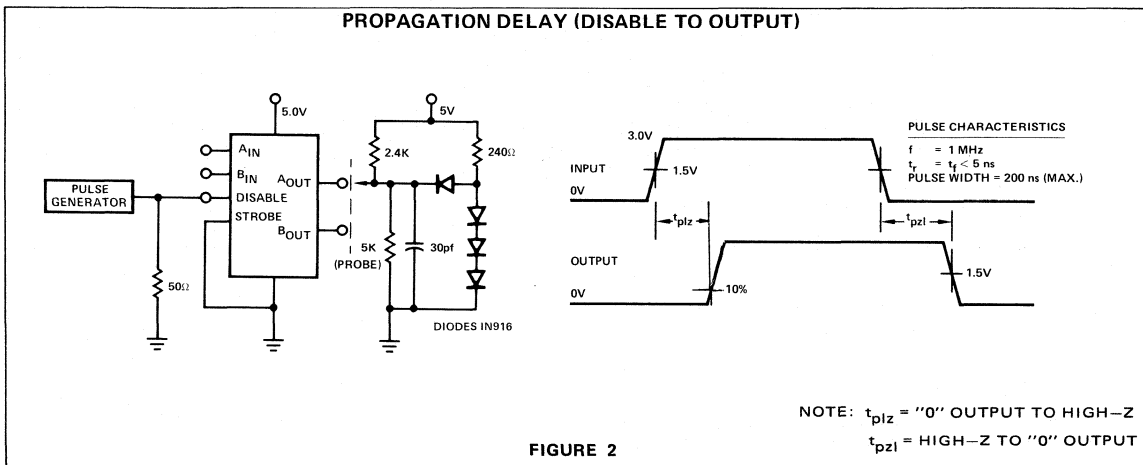 PROPAGATION DELAY (DISABLE TO OUTPUT)
5.0V
5V
A_IN
B_IN
DISABLE
STROBE
A_OUT
B_OUT
PULSE
GENERATOR
50Ω
2.4K
240Ω
5K
(PROBE)
30pf
DIODES IN916
3.0V
INPUT
1.5V
0V
t_plz
t_pzl
OUTPUT
0V
10%
1.5V
PULSE CHARACTERISTICS
f = 1 MHz
t_r = t_f < 5 ns
PULSE WIDTH = 200 ns (MAX.)
NOTE: t_plz = "0" OUTPUT TO HIGH–Z
t_pzl = HIGH–Z TO "0" OUTPUT
FIGURE 2